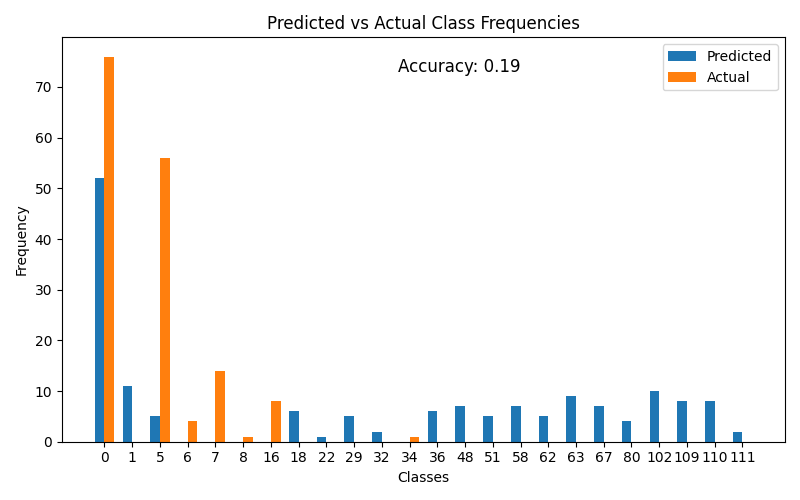 Predicted vs Actual Class Frequencies
Accuracy: 0.19
Predicted
Actual
Frequency
70
60
50
40
30
20
10
0
0 1 5 6 7 8 16 18 22 29 32 34 36 48 51 58 62 63 67 80 102 109 110 111
Classes